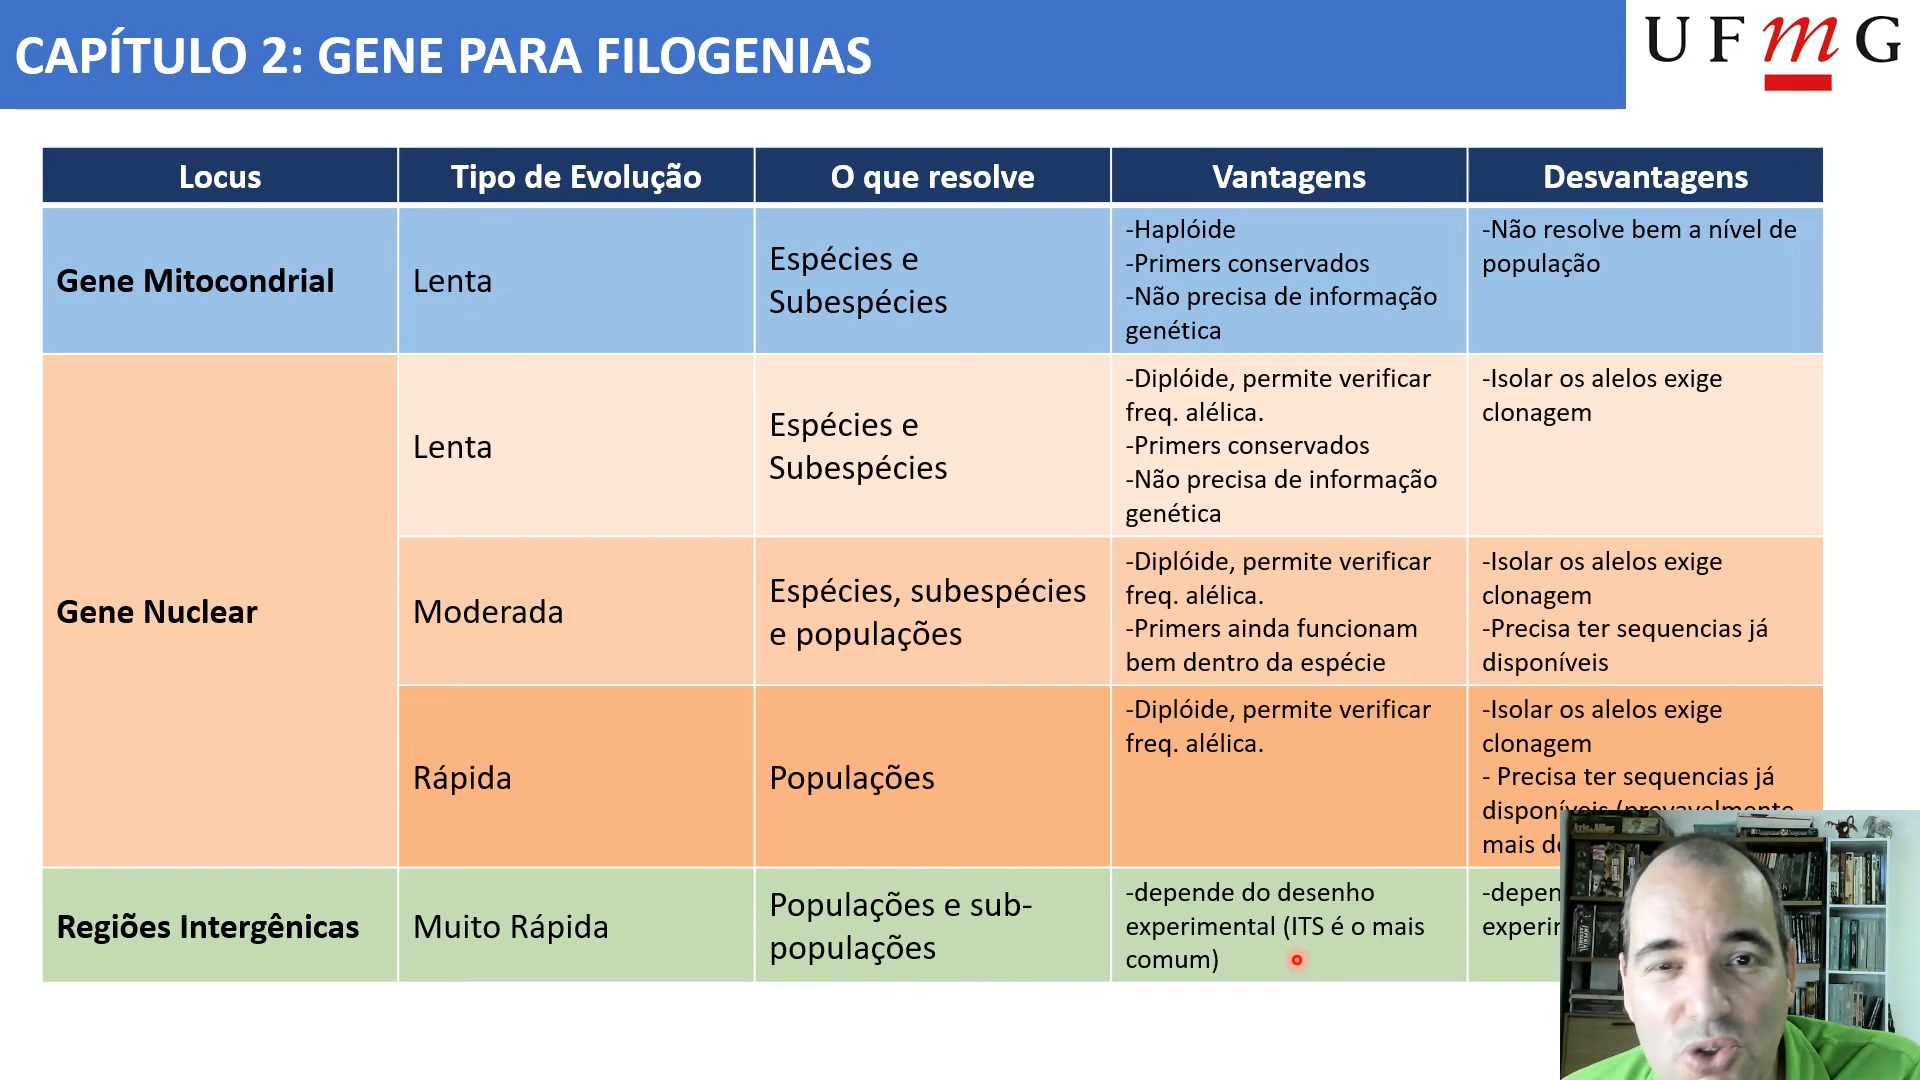 CAPÍTULO 2: GENE PARA FILOGENIAS
UFmG
Locus
Tipo de Evolução
O que resolve
Vantagens
Desvantagens
Gene Mitocondrial
Lenta
Espécies e
Subespécies
-Haplóide
-Primers conservados
-Não precisa de informação
genética
-Não resolve bem a nível de
população
Gene Nuclear
Lenta
Espécies e
Subespécies
-Diplóide, permite verificar
freq. alélica.
-Primers conservados
-Não precisa de informação
genética
-Isolar os alelos exige
clonagem
Moderada
Espécies, subespécies
e populações
-Diplóide, permite verificar
freq. alélica.
-Primers ainda funcionam
bem dentro da espécie
-Isolar os alelos exige
clonagem
-Precisa ter sequencias já
disponíveis
Rápida
Populações
-Diplóide, permite verificar
freq. alélica.
-Isolar os alelos exige
clonagem
- Precisa ter sequencias já
disponíveis (provavelmente
mais
Regiões Intergênicas
Muito Rápida
Populações e sub-
populações
-depende do desenho
experimental (ITS é o mais
comum)